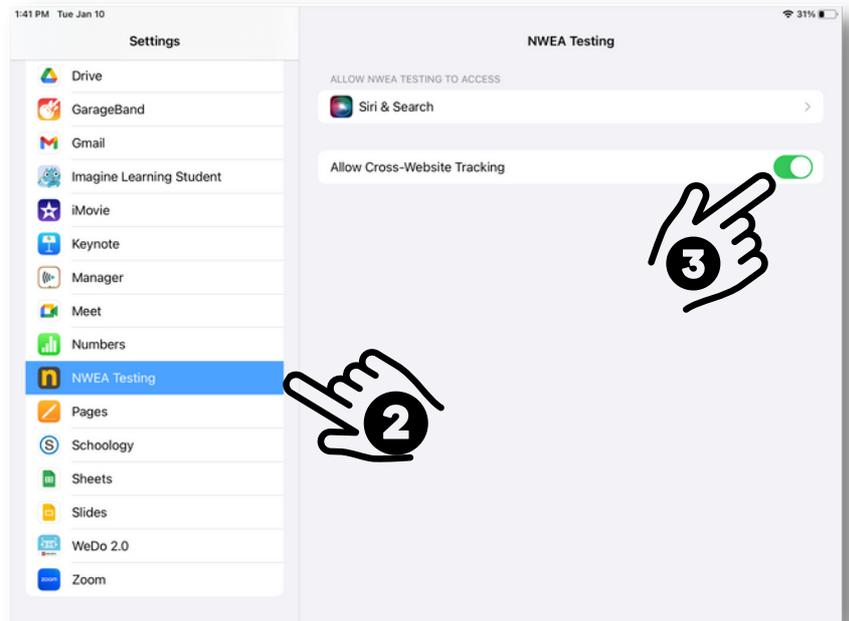 1:41 PM Tue Jan 10
31%
Settings
NWEA Testing
Drive
GarageBand
Gmail
Imagine Learning Student
iMovie
Keynote
Manager
Meet
Numbers
NWEA Testing
Pages
Schoology
Sheets
Slides
WeDo 2.0
zoom Zoom
ALLOW NWEA TESTING TO ACCESS
Siri & Search
Allow Cross-Website Tracking
3
2